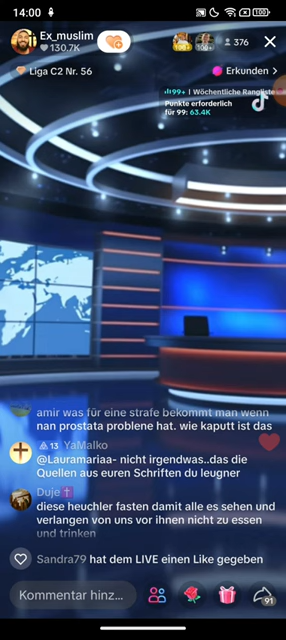 14:00
100
Ex_muslim
130.7K
376
Liga C2 Nr. 56
Erkunden >
99+ | Wöchentliche Rangliste
Punkte erforderlich
für 99: 63.4K
amir was für eine strafe bekommt man wenn
nan prostata problene hat. wie kaputt ist das
13 YaMalko
@Lauramariaa- nicht irgendwas..das die
Quellen aus euren Schriften du leugner
Duje
diese heuchler fasten damit alle es sehen und
verlangen von uns vor ihnen nicht zu essen
und trinken
Sandra79 hat dem LIVE einen Like gegeben
Kommentar hinz...
91